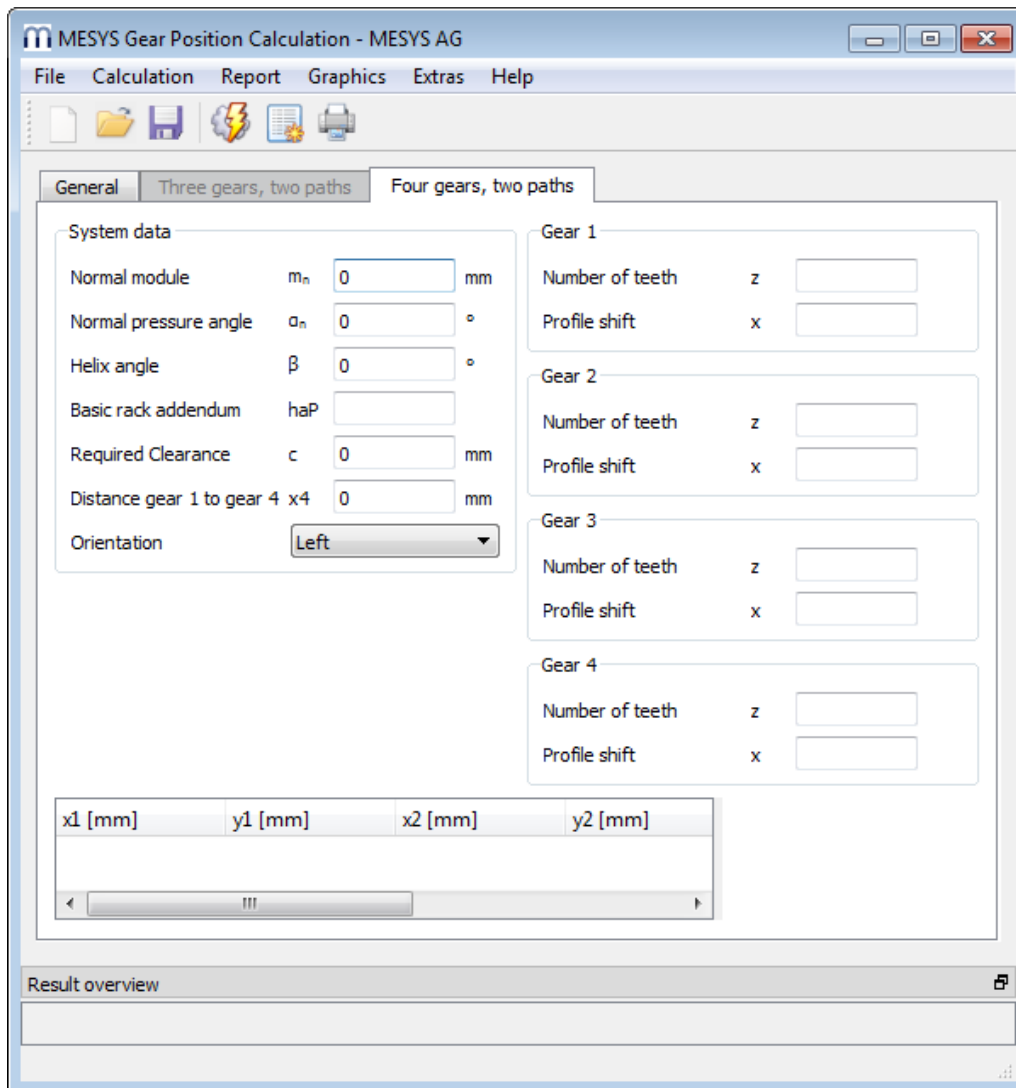 MESYS Gear Position Calculation - MESYS AG
File Calculation Report Graphics Extras Help
General Three gears, two paths Four gears, two paths
System data
Normal module mₙ 0 mm
Normal pressure angle αₙ 0 °
Helix angle β 0 °
Basic rack addendum haP
Required Clearance c 0 mm
Distance gear 1 to gear 4 x4 0 mm
Orientation Left
Gear 1
Number of teeth z
Profile shift x
Gear 2
Number of teeth z
Profile shift x
Gear 3
Number of teeth z
Profile shift x
Gear 4
Number of teeth z
Profile shift x
x1 [mm] y1 [mm] x2 [mm] y2 [mm]
Result overview